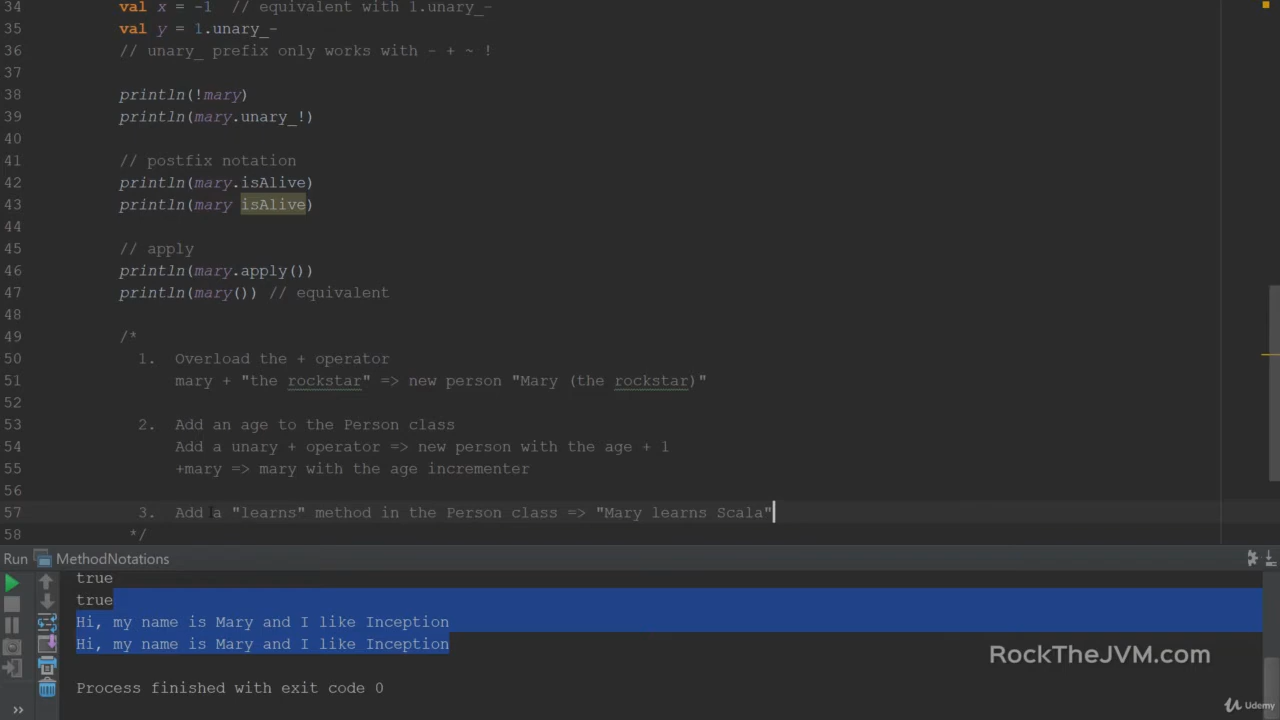 34 val x = -1 // equivalent with 1.unary_-
35 val y = 1.unary_-
36 // unary_ prefix only works with - + ~ !
37
38 println(!mary)
39 println(mary.unary_!)
40
41 // postfix notation
42 println(mary.isAlive)
43 println(mary isAlive)
44
45 // apply
46 println(mary.apply())
47 println(mary()) // equivalent
48
49 /*
50 1. Overload the + operator
51 mary + "the rockstar" => new person "Mary (the rockstar)"
52
53 2. Add an age to the Person class
54 Add a unary + operator => new person with the age + 1
55 +mary => mary with the age incrementer
56
57 3. Add a "learns" method in the Person class => "Mary learns Scala"
58 */
Run MethodNotations
true
true
Hi, my name is Mary and I like Inception
Hi, my name is Mary and I like Inception
Process finished with exit code 0
RockTheJVM.com
Udemy